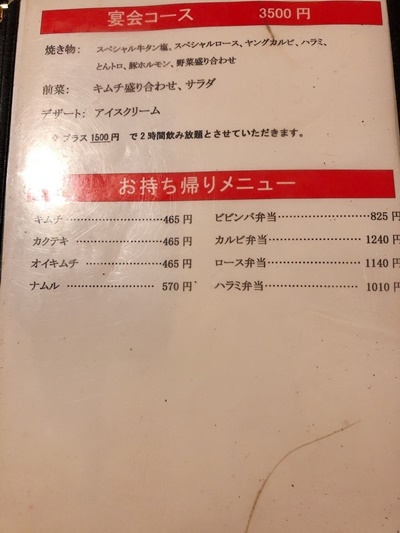 宴会コース 3500円
焼き物: スペシャル牛タン塩。スペシャルロース、ヤングカルビ、ハラミ、
とんトロ、豚ホルモン、野菜盛り合わせ
前菜: キムチ盛り合わせ、サラダ
デザート: アイスクリーム
プラス1500円 で2時間飲み放題とさせていただきます。
お持ち帰りメニュー
キムチ……………………465円
カクテキ…………………465円
オイキムチ………………465円
ナムル……………………570円
ビビンバ弁当……………………825円
カルビ弁当………………………1240円
ロース弁当………………………1140円
ハラミ弁当………………………1010円